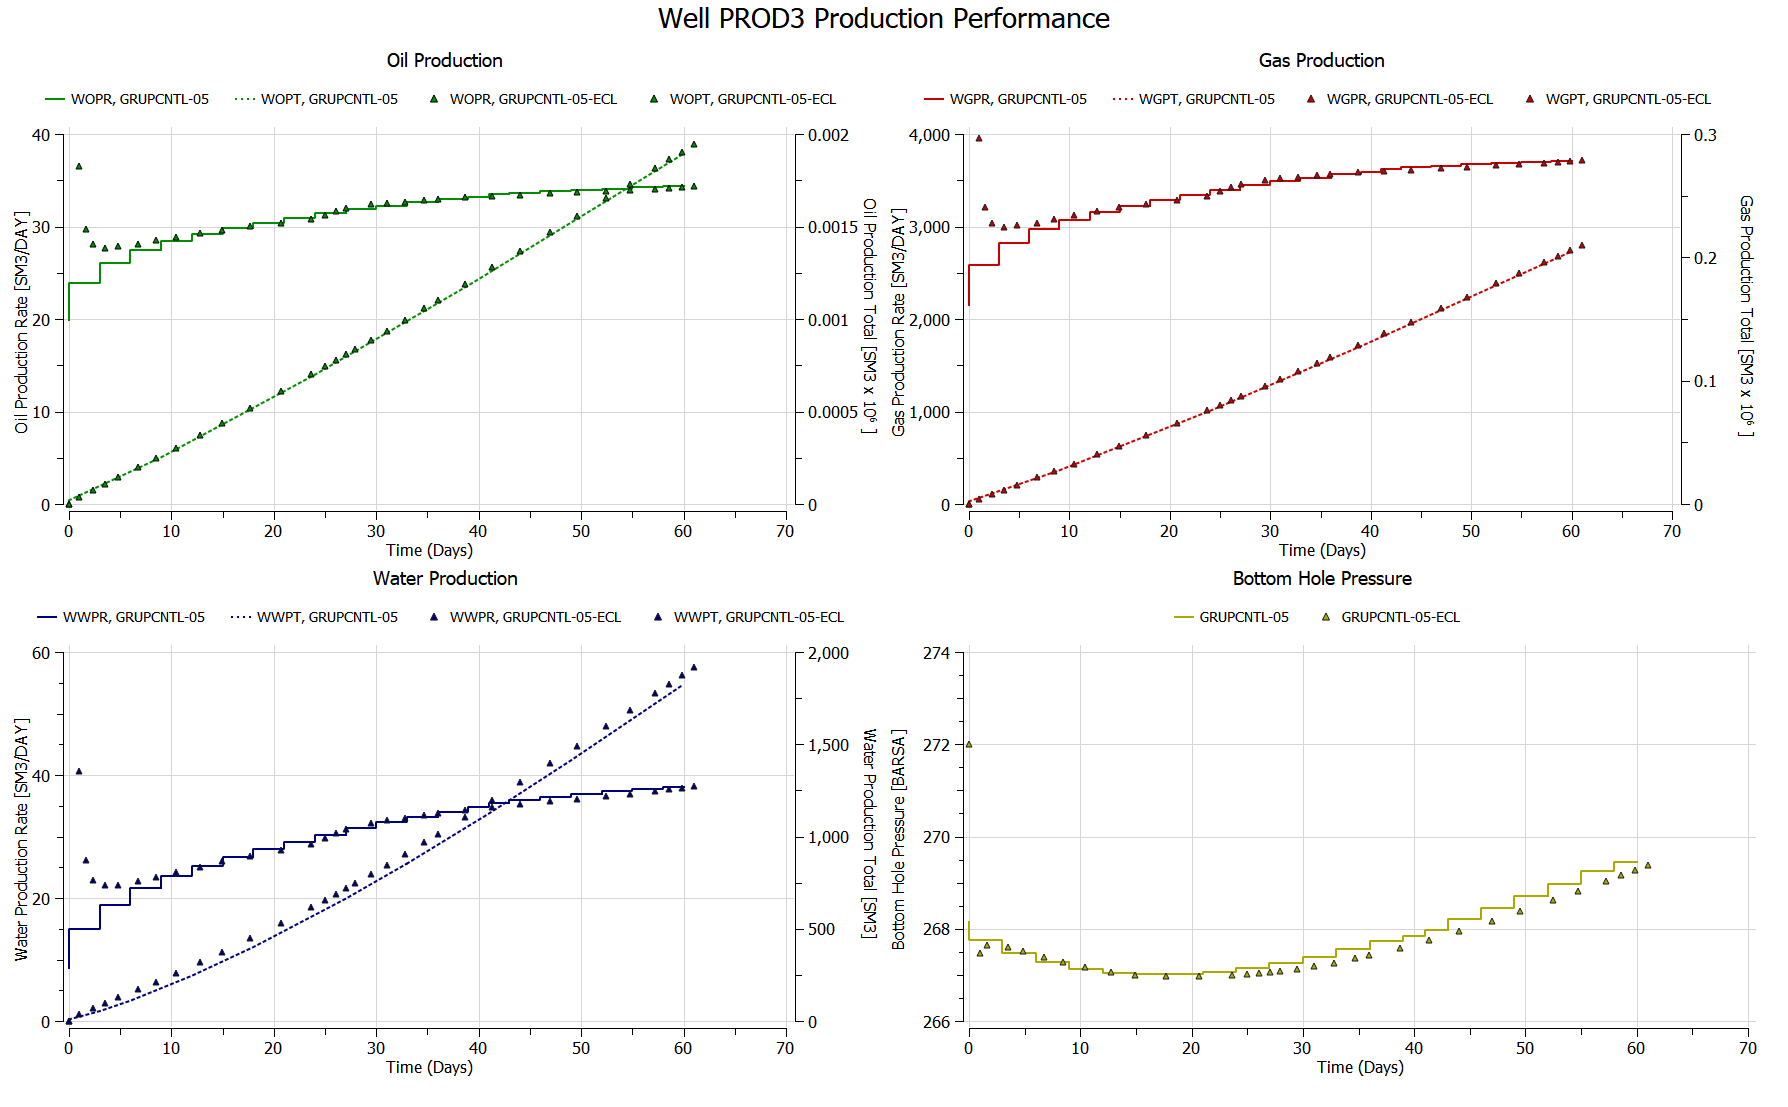 Well PROD3 Production Performance
Oil Production
WOPR, GRUPCNTL-05 WOPT, GRUPCNTL-05 WOPR, GRUPCNTL-05-ECL WOPT, GRUPCNTL-05-ECL
Oil Production Rate [SM3/DAY]
40
30
20
10
0
0.002
0.0015
0.001
0.0005
0
Oil Production Total [SM3 x 10⁶ ]
0 10 20 30 40 50 60 70
Time (Days)
Gas Production
WGPR, GRUPCNTL-05 WGPT, GRUPCNTL-05 WGPR, GRUPCNTL-05-ECL WGPT, GRUPCNTL-05-ECL
Gas Production Rate [SM3/DAY]
4,000
3,000
2,000
1,000
0
0.3
0.2
0.1
0
Gas Production Total [SM3 x 10⁶ ]
0 10 20 30 40 50 60 70
Time (Days)
Water Production
WWPR, GRUPCNTL-05 WWPT, GRUPCNTL-05 WWPR, GRUPCNTL-05-ECL WWPT, GRUPCNTL-05-ECL
Water Production Rate [SM3/DAY]
60
40
20
0
2,000
1,500
1,000
500
0
Water Production Total [SM3]
0 10 20 30 40 50 60 70
Time (Days)
Bottom Hole Pressure
GRUPCNTL-05 GRUPCNTL-05-ECL
Bottom Hole Pressure [BARSA]
274
272
270
268
266
0 10 20 30 40 50 60 70
Time (Days)